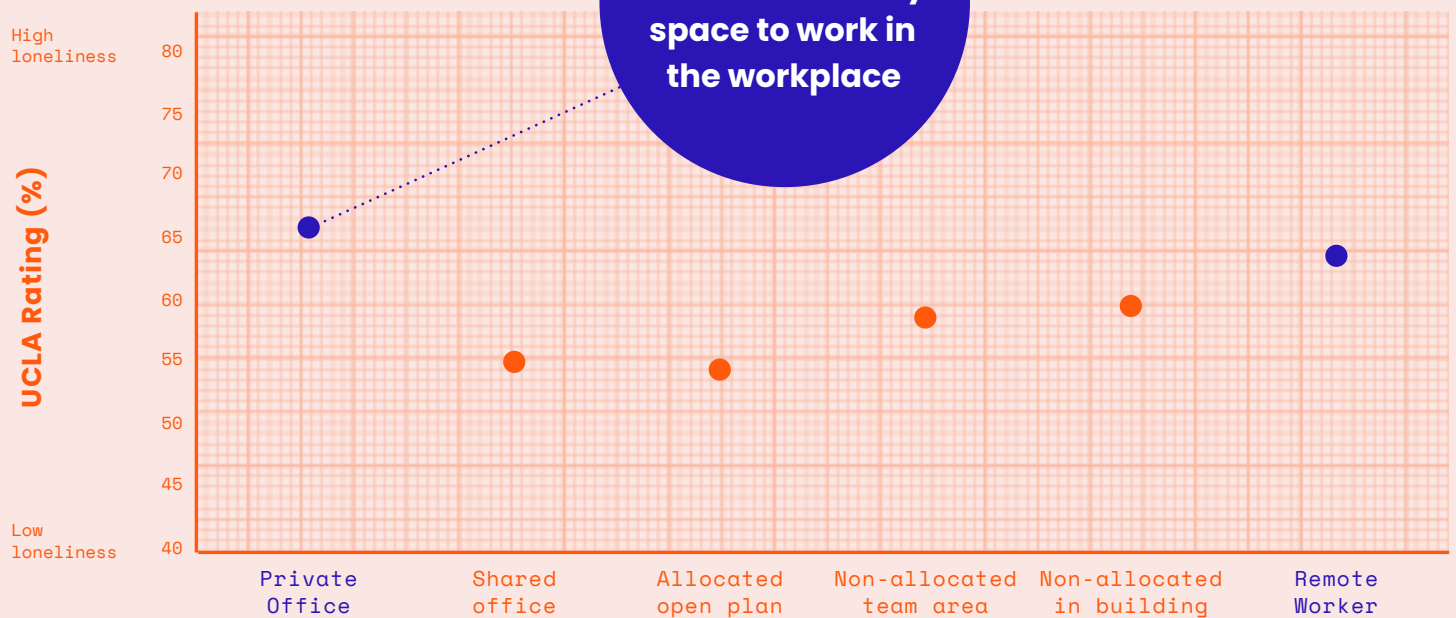 space to work in
the workplace
High
loneliness
80
75
70
65
60
55
50
45
40
UCLA Rating (%)
Low
loneliness
Private
Office
Shared
office
Allocated
open plan
Non-allocated
team area
Non-allocated
in building
Remote
Worker